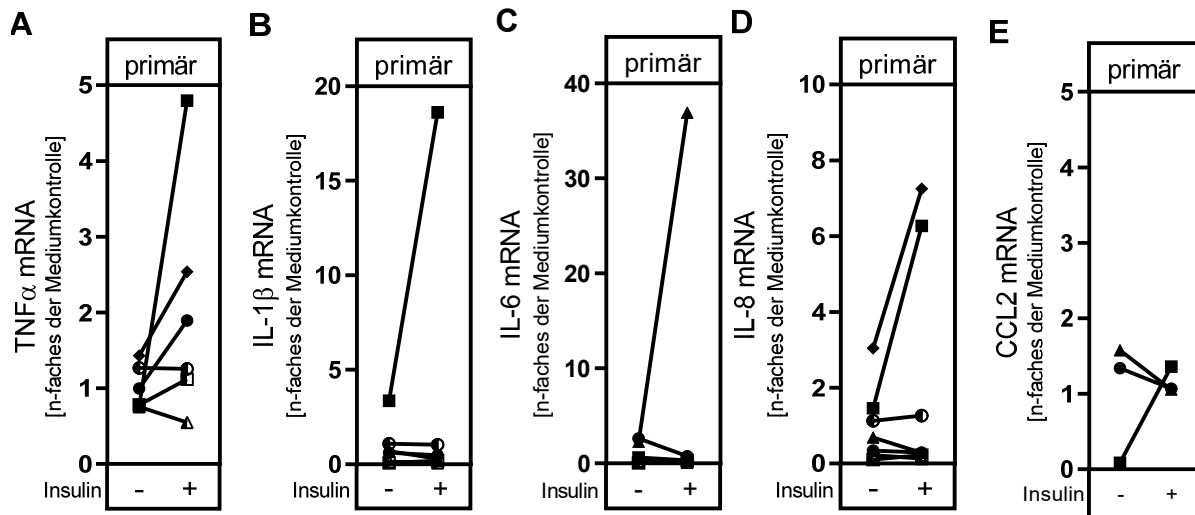 A
primär
5
4
3
2
1
0
TNFα mRNA
[n-faches der Mediumkontrolle]
Insulin - +
B
primär
20
15
10
5
0
IL-1β mRNA
[n-faches der Mediumkontrolle]
Insulin - +
C
primär
40
30
20
10
0
IL-6 mRNA
[n-faches der Mediumkontrolle]
Insulin - +
D
primär
10
8
6
4
2
0
IL-8 mRNA
[n-faches der Mediumkontrolle]
Insulin - +
E
primär
5
4
3
2
1
0
CCL2 mRNA
[n-faches der Mediumkontrolle]
Insulin - +